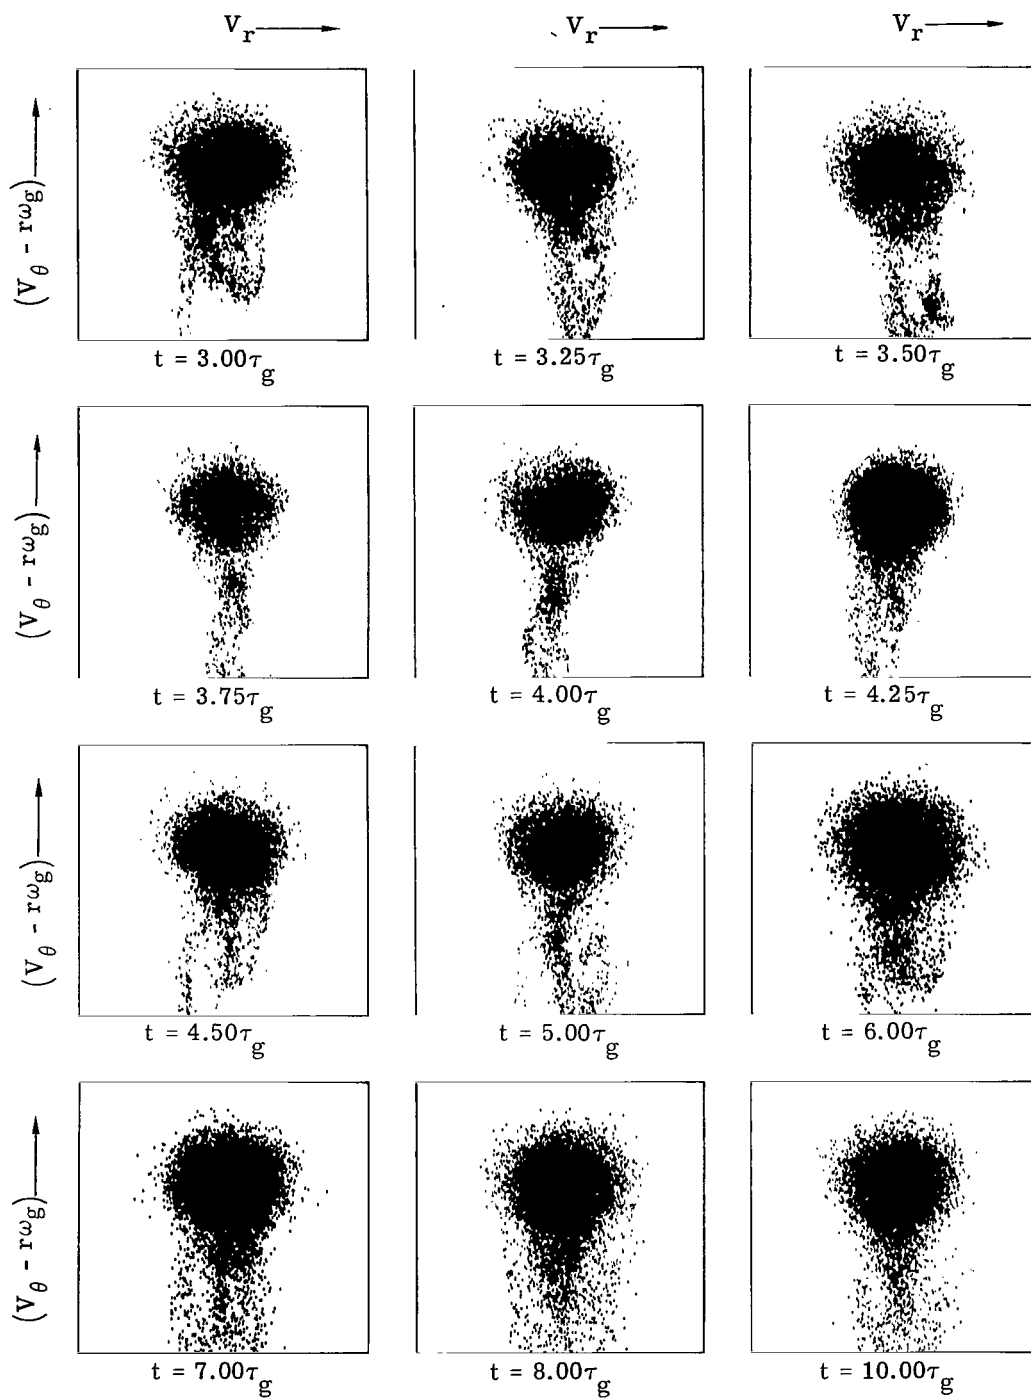 V_r V_r V_r
(V_θ - rω_g)
t = 3.00τ_g t = 3.25τ_g t = 3.50τ_g
(V_θ - rω_g)
t = 3.75τ_g t = 4.00τ_g t = 4.25τ_g
(V_θ - rω_g)
t = 4.50τ_g t = 5.00τ_g t = 6.00τ_g
(V_θ - rω_g)
t = 7.00τ_g t = 8.00τ_g t = 10.00τ_g